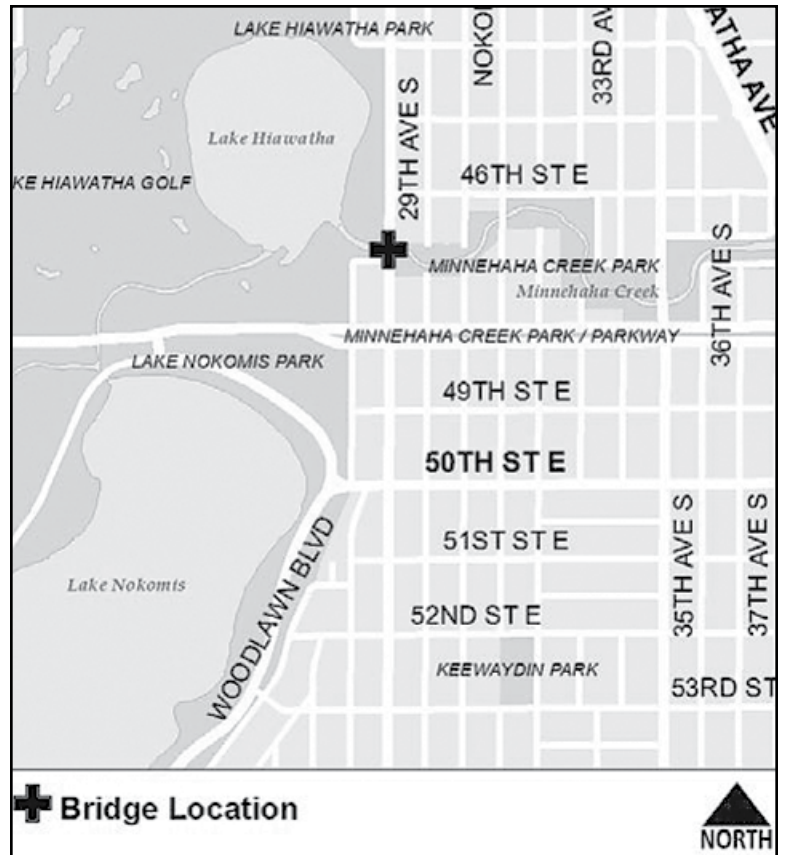 LAKE HIAWATHA PARK
NOKO
33RD AV
ATHA AVE
Lake Hiawatha
29TH AVE S
46TH ST E
KE HIAWATHA GOLF
MINNEHAHA CREEK PARK
Minnehaha Creek
36TH AVE S
MINNEHAHA CREEK PARK / PARKWAY
LAKE NOKOMIS PARK
49TH ST E
50TH ST E
51ST ST E
35TH AVE S
37TH AVE S
WOODLAWN BLVD
Lake Nokomis
52ND ST E
KEEWAYDIN PARK
53RD ST
Bridge Location
NORTH